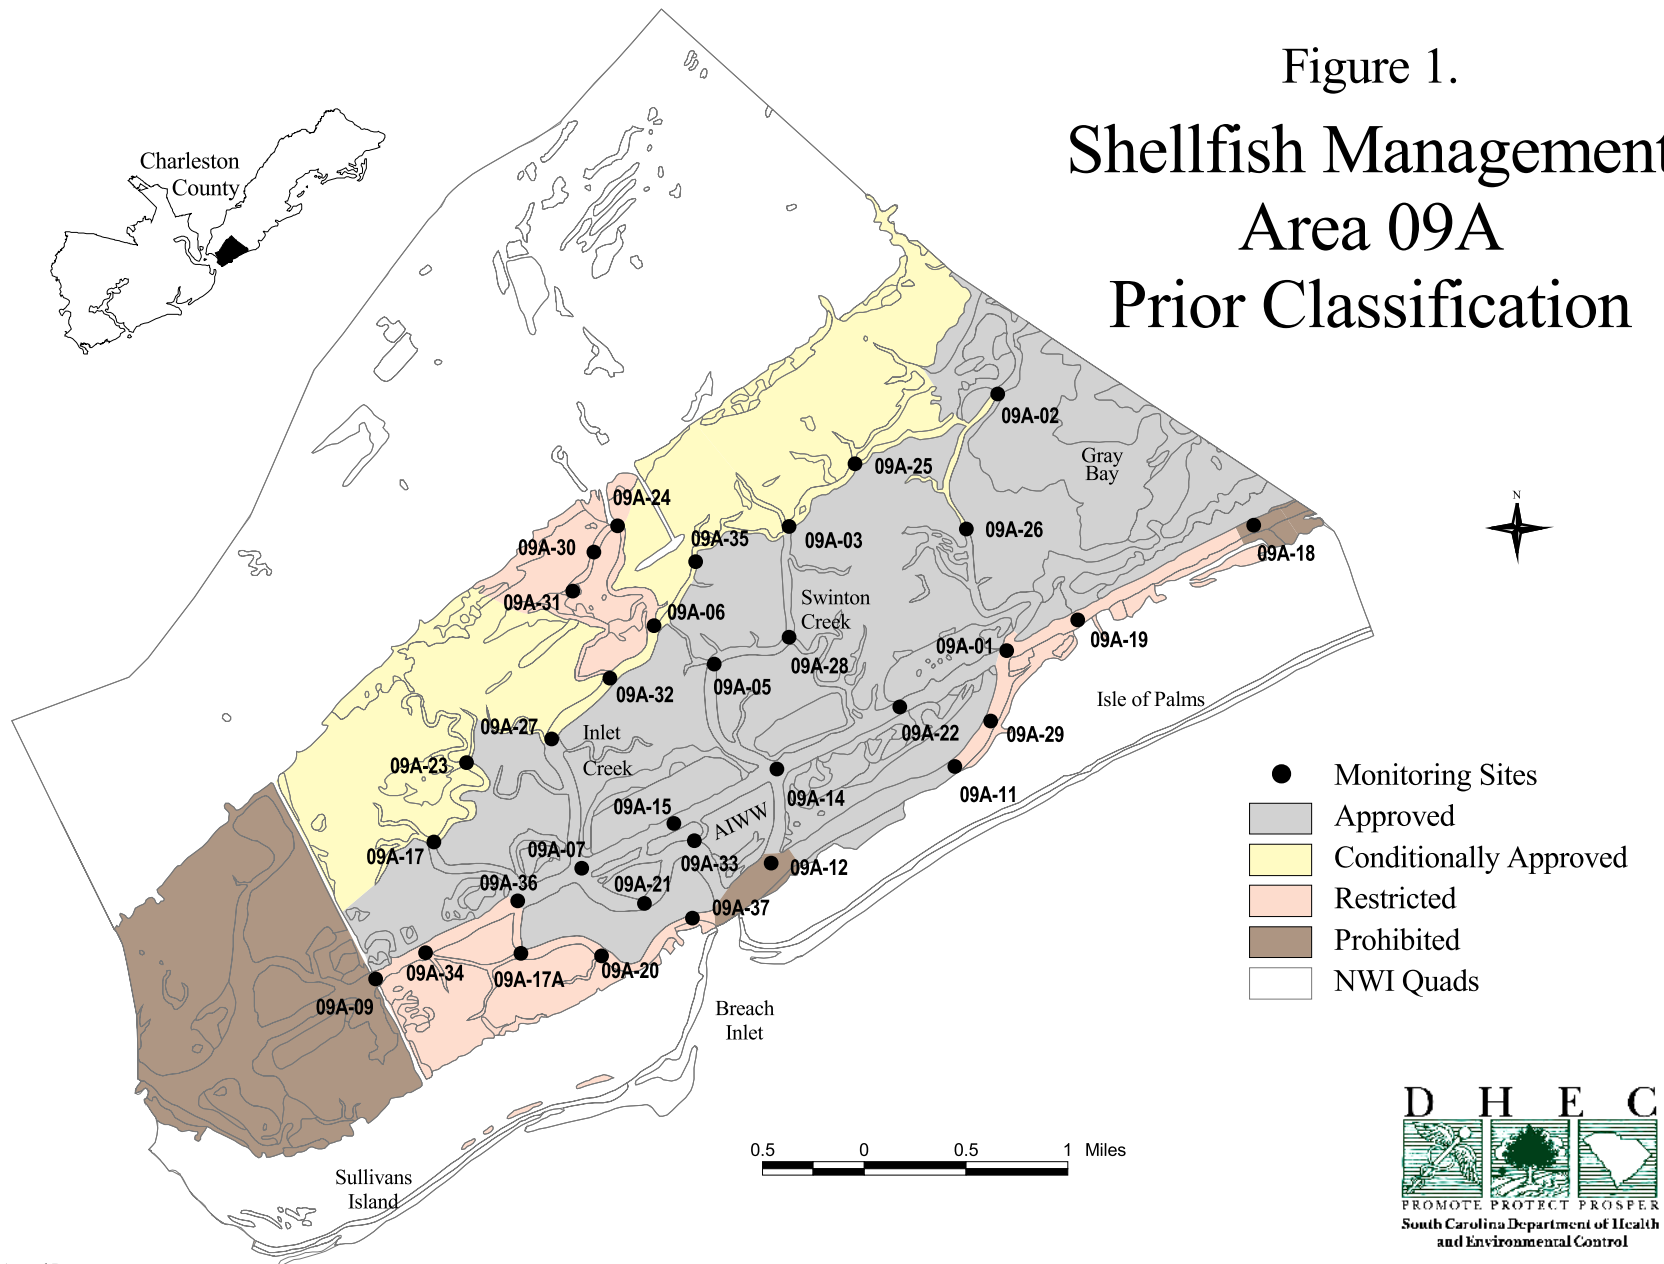 Figure 1.
Shellfish Management
Area 09A
Prior Classification
Charleston
County
09A-02
Gray
Bay
09A-25
09A-24
09A-26
09A-03
09A-35
09A-30
09A-18
09A-31
Swinton
Creek
09A-06
09A-19
09A-01
09A-28
09A-05
09A-32
Isle of Palms
09A-27
Inlet
Creek
09A-22
09A-29
09A-23
09A-14
09A-11
09A-15
AIWW
09A-17
09A-07
09A-33
09A-12
09A-36
09A-21
09A-37
09A-34
09A-17A
09A-20
09A-09
Breach
Inlet
Sullivans
Island
N
Monitoring Sites
Approved
Conditionally Approved
Restricted
Prohibited
NWI Quads
0.5 0 0.5 1 Miles
D H E C
PROMOTE PROTECT PROSPER
South Carolina Department of Health
and Environmental Control